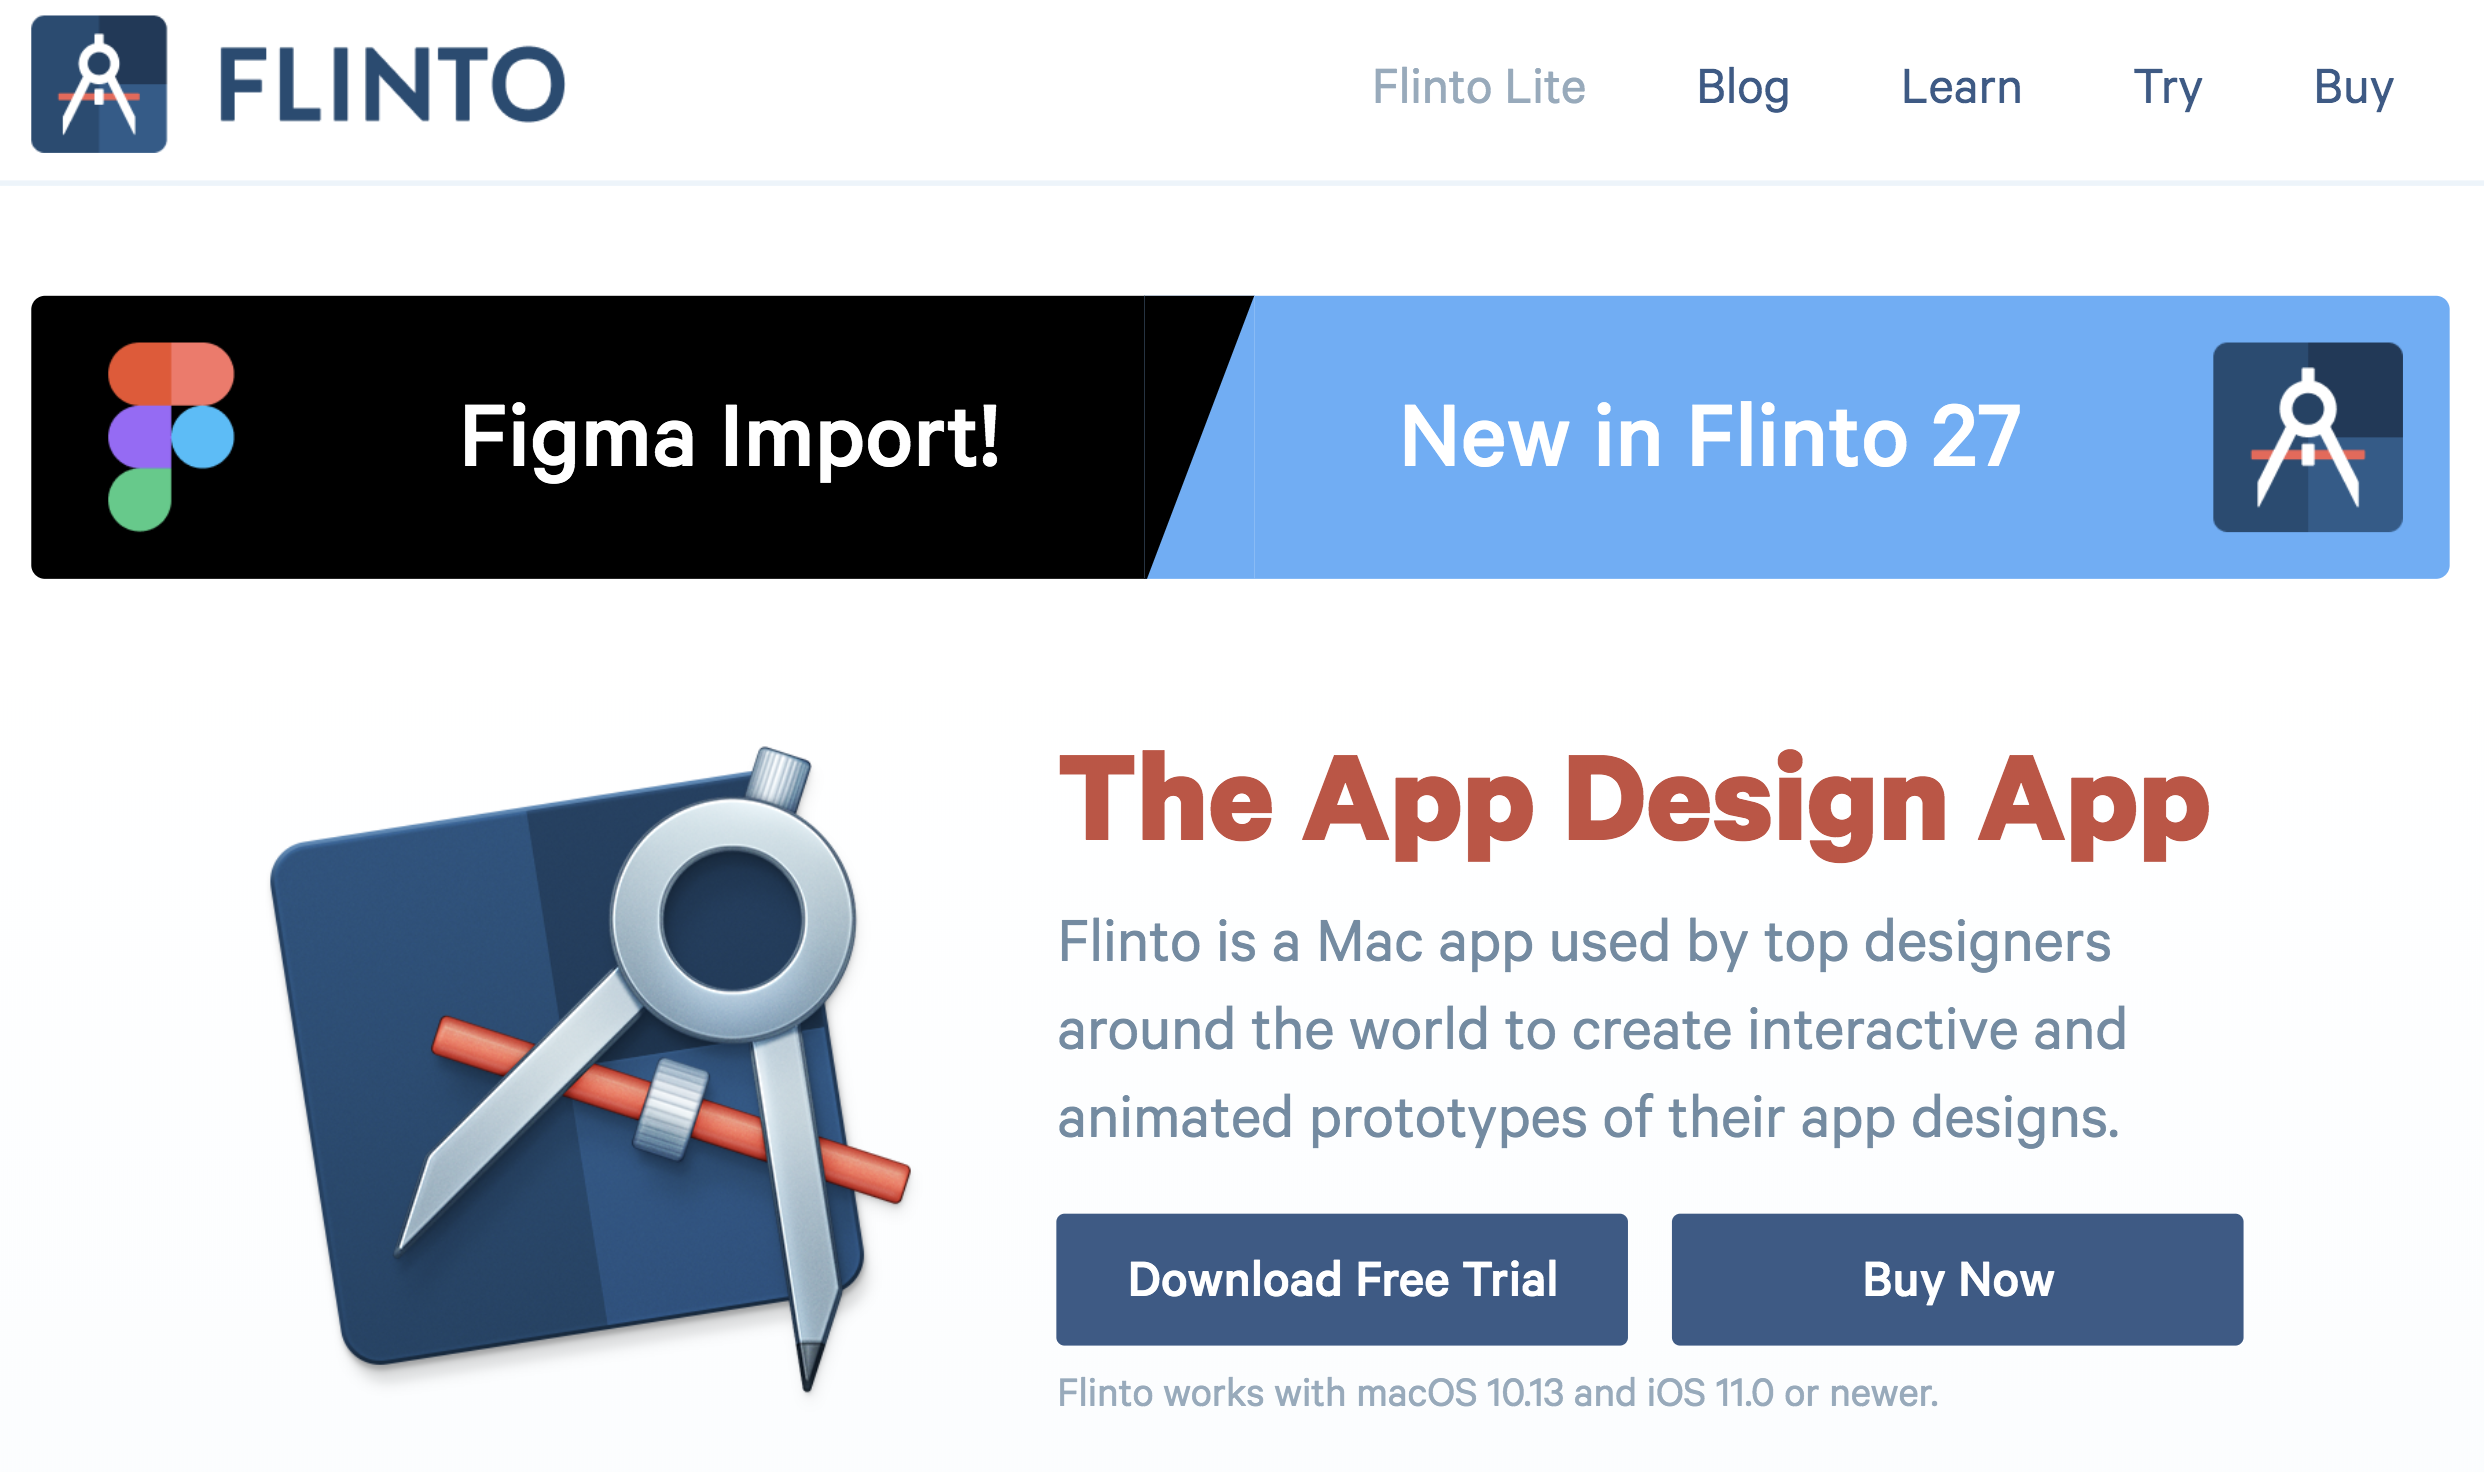 FLINTO
Flinto Lite
Blog
Learn
Try
Buy
Figma Import!
New in Flinto 27
The App Design App
Flinto is a Mac app used by top designers
around the world to create interactive and
animated prototypes of their app designs.
Download Free Trial
Buy Now
Flinto works with macOS 10.13 and iOS 11.0 or newer.